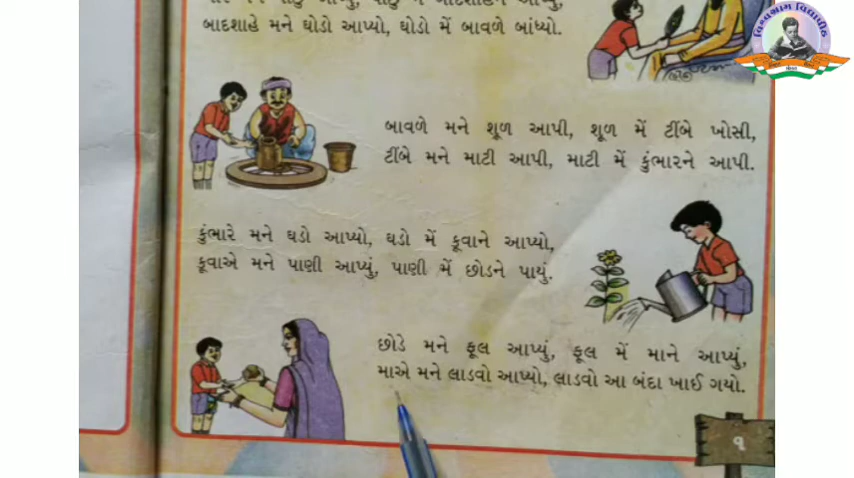 બાદશાહે મને ઘોડો આપ્યો, ઘોડો મેં બાવળે બાંધ્યો.
વિશ્વગ્રામ વિદ્યાપીઠ
બાવળે મને શૂળ આપી, શૂળ મેં ટીંબે ખોસી,
ટીંબે મને માટી આપી, માટી મેં કુંભારને આપી.
કુંભારે મને ઘડો આપ્યો, ઘડો મેં કૂવાને આપ્યો,
કૂવાએ મને પાણી આપ્યું, પાણી મેં છોડને પાયું.
છોડે મને ફૂલ આપ્યું, ફૂલ મેં માને આપ્યું,
માએ મને લાડવો આપ્યો, લાડવો આ બંદા ખાઈ ગયો.
૧